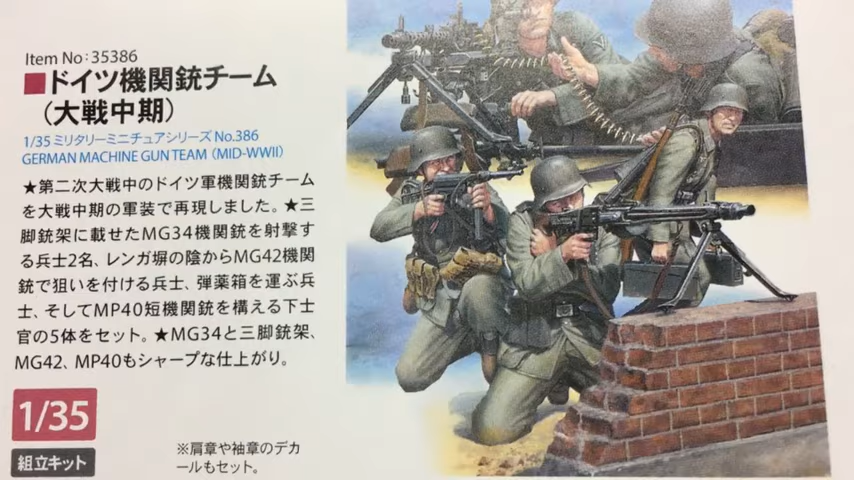 Item No:35386
■ドイツ機関銃チーム
(大戦中期)
1/35 ミリタリーミニチュアシリーズ No.386
GERMAN MACHINE GUN TEAM (MID-WWII)
★第二次大戦中のドイツ軍機関銃チーム
を大戦中期の軍装で再現しました。★三
脚銃架に載せたMG34機関銃を射撃す
る兵士2名、レンガ塀の陰からMG42機関
銃で狙いを付ける兵士、弾薬箱を運ぶ兵
士、そしてMP40短機関銃を構える下士
官の5体をセット。★MG34と三脚銃架、
MG42、MP40もシャープな仕上がり。
1/35
組立キット
※肩章や袖章のデカ
ールもセット。